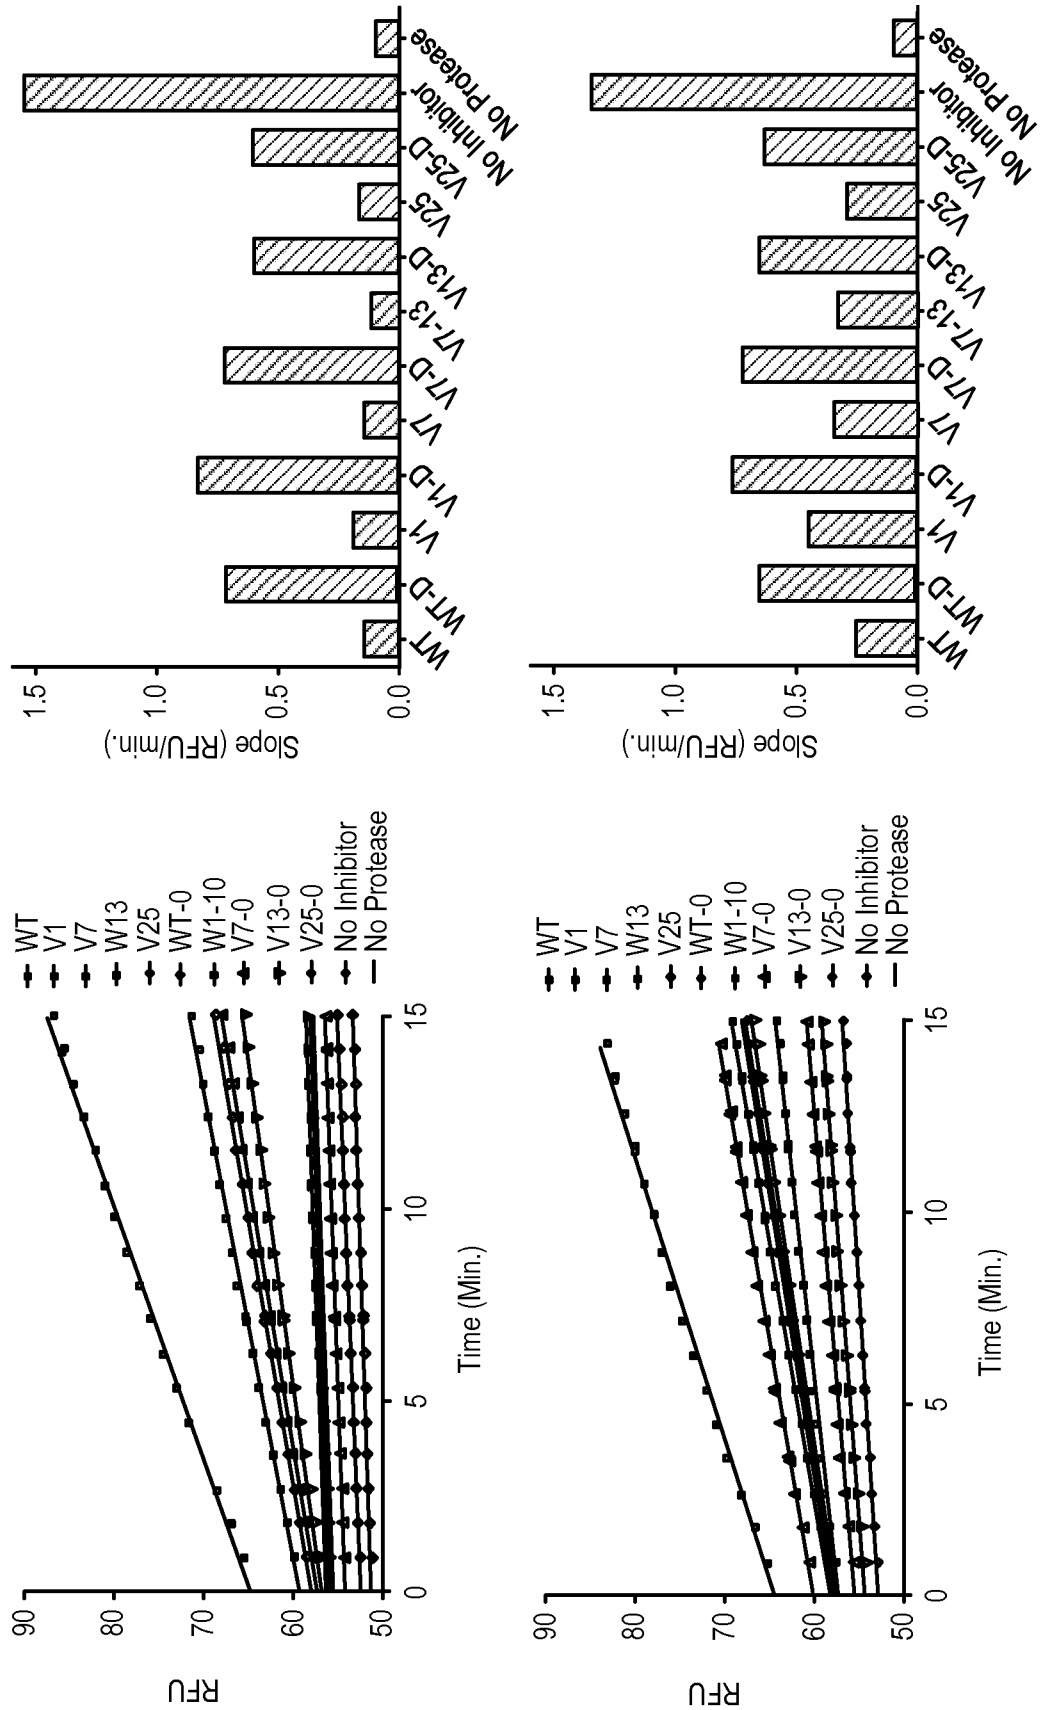 90
80
70
60
50
RFU
0
5
10
15
Time (Min.)
WT
V1
V7
W13
V25
WT-0
W1-10
V7-0
V13-0
V25-0
No Inhibitor
No Protease
1.5
1.0
0.5
0.0
Slope (RFU/min.)
WT
WT-D
V1
V1-D
V7
V7-D
V7-13
V13-D
V25
V25-D
No Inhibitor
No Protease
90
80
70
60
50
RFU
0
5
10
15
Time (Min.)
WT
V1
V7
W13
V25
WT-0
W1-10
V7-0
V13-0
V25-0
No Inhibitor
No Protease
1.5
1.0
0.5
0.0
Slope (RFU/min.)
WT
WT-D
V1
V1-D
V7
V7-D
V7-13
V13-D
V25
V25-D
No Inhibitor
No Protease